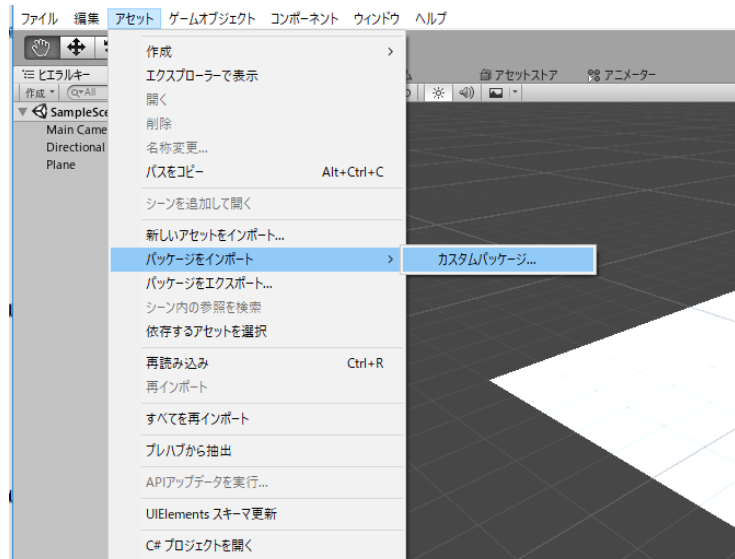 ファイル 編集 アセット ゲームオブジェクト コンポーネント ウィンドウ ヘルプ
ヒエラルキー
アセットストア アニメーター
作成 All
SampleSce
Main Came
Directional
Plane
作成
エクスプローラーで表示
開く
削除
名称変更...
パスをコピー Alt+Ctrl+C
シーンを追加して開く
新しいアセットをインポート...
パッケージをインポート カスタムパッケージ...
パッケージをエクスポート...
シーン内の参照を検索
依存するアセットを選択
再読み込み Ctrl+R
再インポート
すべてを再インポート
プレハブから抽出
APIアップデータを実行...
UIElements スキーマ更新
C# プロジェクトを開く